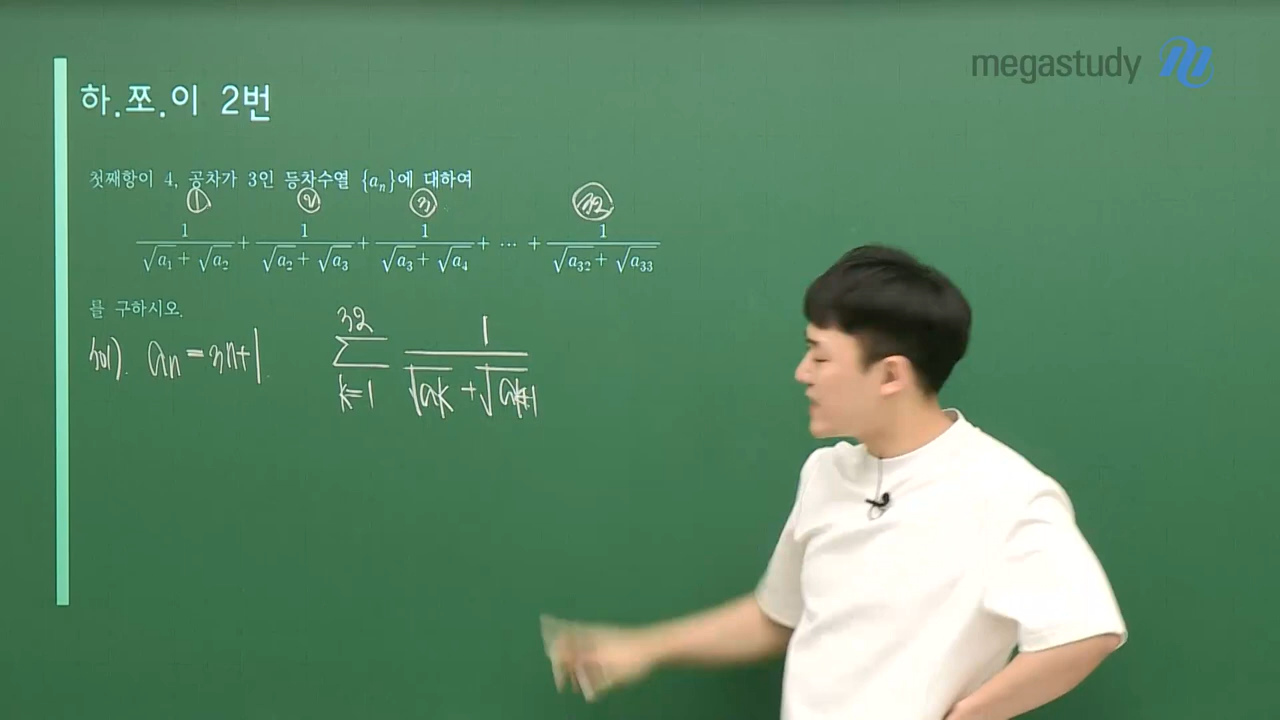 megastudy
하.쪼.이 2번
첫째항이 4, 공차가 3인 등차수열 {aₙ}에 대하여
① ② ③ ㉜
1/(√a₁ + √a₂) + 1/(√a₂ + √a₃) + 1/(√a₃ + √a₄) + ⋯ + 1/(√a₃₂ + √a₃₃)
를 구하시오.
sol). an = 3n+1. 32 ∑ k=1 1/(√ak + √ak+1)